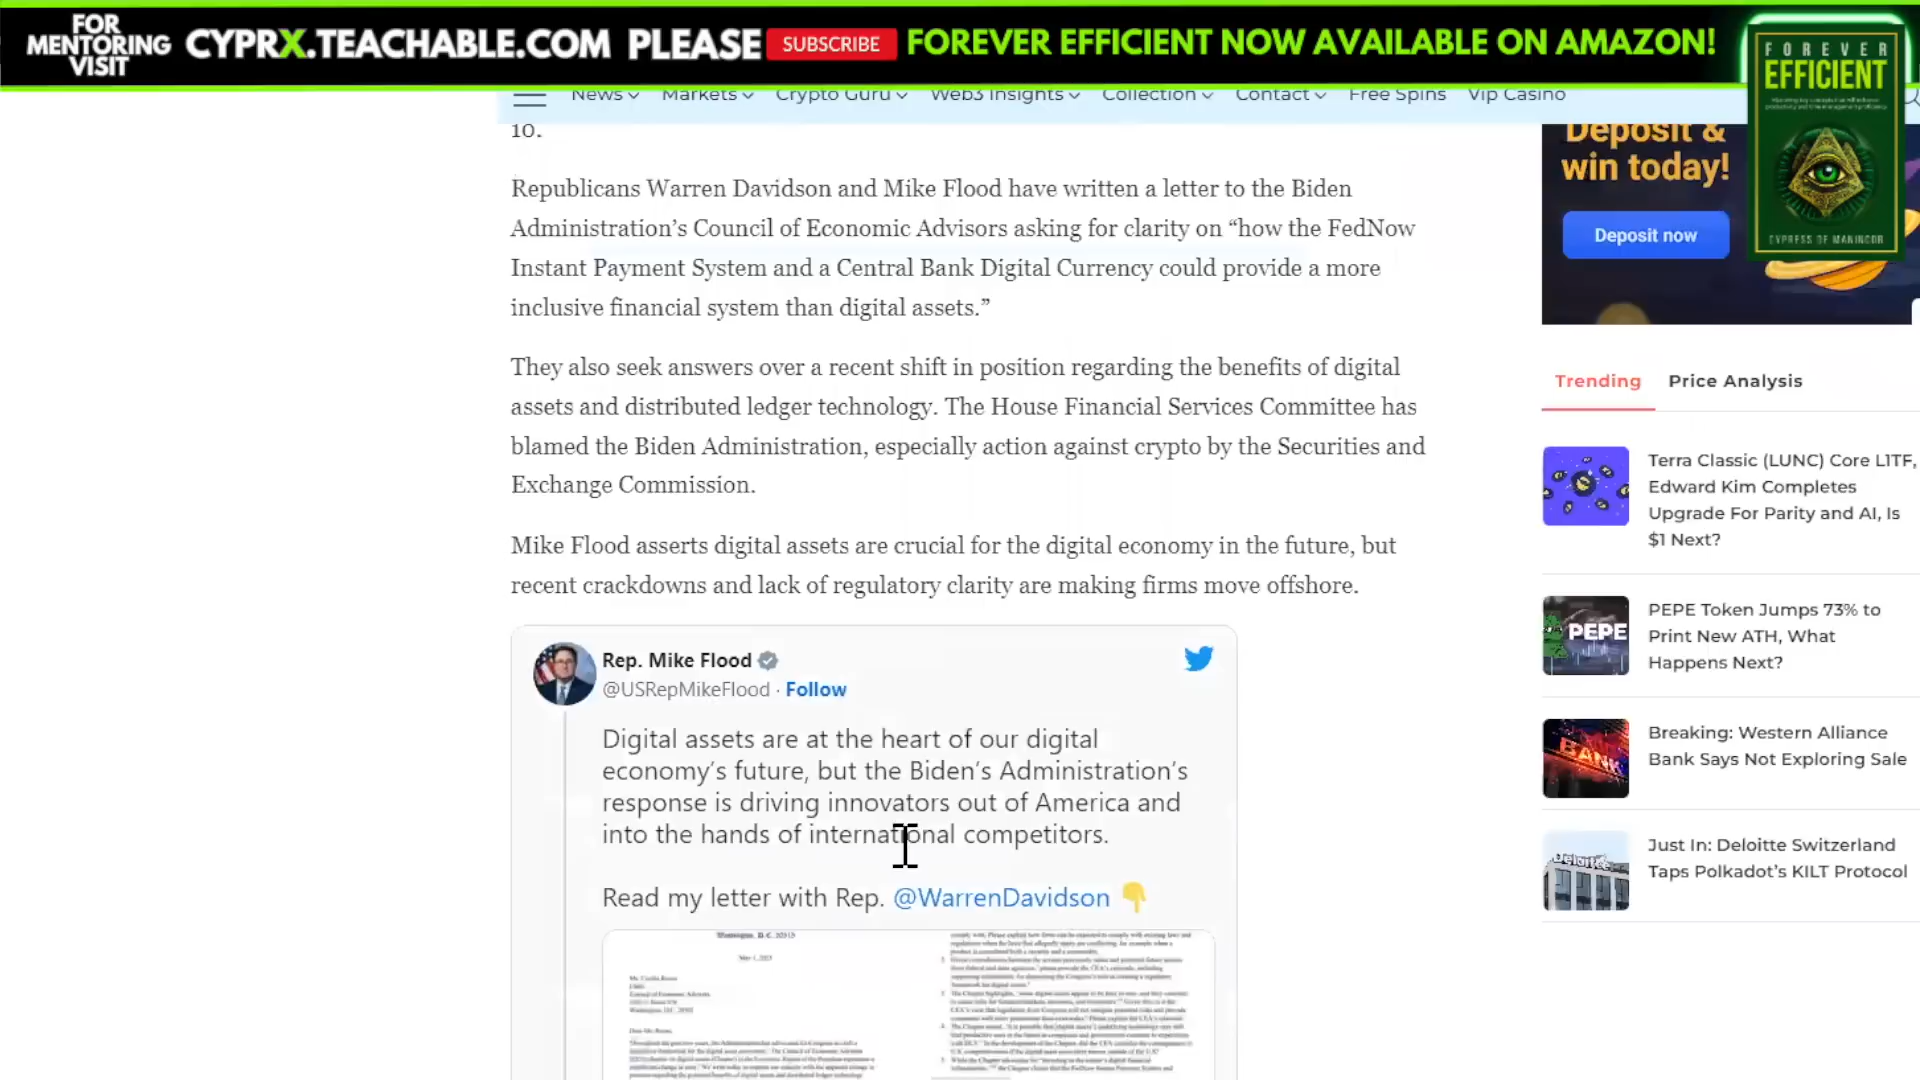 FOR
MENTORING
VISIT
CYPRX.TEACHABLE.COM PLEASE SUBSCRIBE FOREVER EFFICIENT NOW AVAILABLE ON AMAZON!
FOREVER
EFFICIENT
CYPRESS OF MANINCOR
News Markets Crypto Guru Web3 Insights Collection Contact Free Spins Vip Casino
10.
Republicans Warren Davidson and Mike Flood have written a letter to the Biden
Administration’s Council of Economic Advisors asking for clarity on “how the FedNow
Instant Payment System and a Central Bank Digital Currency could provide a more
inclusive financial system than digital assets.”
They also seek answers over a recent shift in position regarding the benefits of digital
assets and distributed ledger technology. The House Financial Services Committee has
blamed the Biden Administration, especially action against crypto by the Securities and
Exchange Commission.
Mike Flood asserts digital assets are crucial for the digital economy in the future, but
recent crackdowns and lack of regulatory clarity are making firms move offshore.
Rep. Mike Flood
@USRepMikeFlood · Follow
Digital assets are at the heart of our digital
economy’s future, but the Biden’s Administration’s
response is driving innovators out of America and
into the hands of international competitors.
Read my letter with Rep. @WarrenDavidson 👇
Washington, D.C. 20515
May 1, 2023
Deposit &
win today!
Deposit now
Trending Price Analysis
Terra Classic (LUNC) Core L1TF,
Edward Kim Completes
Upgrade For Parity and AI, Is
$1 Next?
PEPE
PEPE Token Jumps 73% to
Print New ATH, What
Happens Next?
BANK
Breaking: Western Alliance
Bank Says Not Exploring Sale
Deloitte
Just In: Deloitte Switzerland
Taps Polkadot’s KILT Protocol